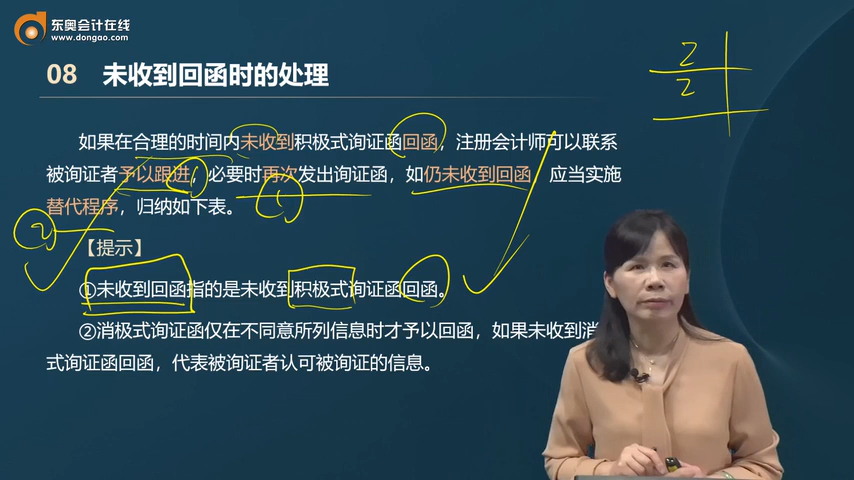 东奥会计在线
www.dongao.com
08 未收到回函时的处理
2
2
如果在合理的时间内未收到积极式询证函回函，注册会计师可以联系
被询证者予以跟进，必要时再次发出询证函，如仍未收到回函，应当实施
替代程序，归纳如下表。
①
①
②
【提示】
①未收到回函指的是未收到积极式询证函回函。
②消极式询证函仅在不同意所列信息时才予以回函，如果未收到消
式询证函回函，代表被询证者认可被询证的信息。